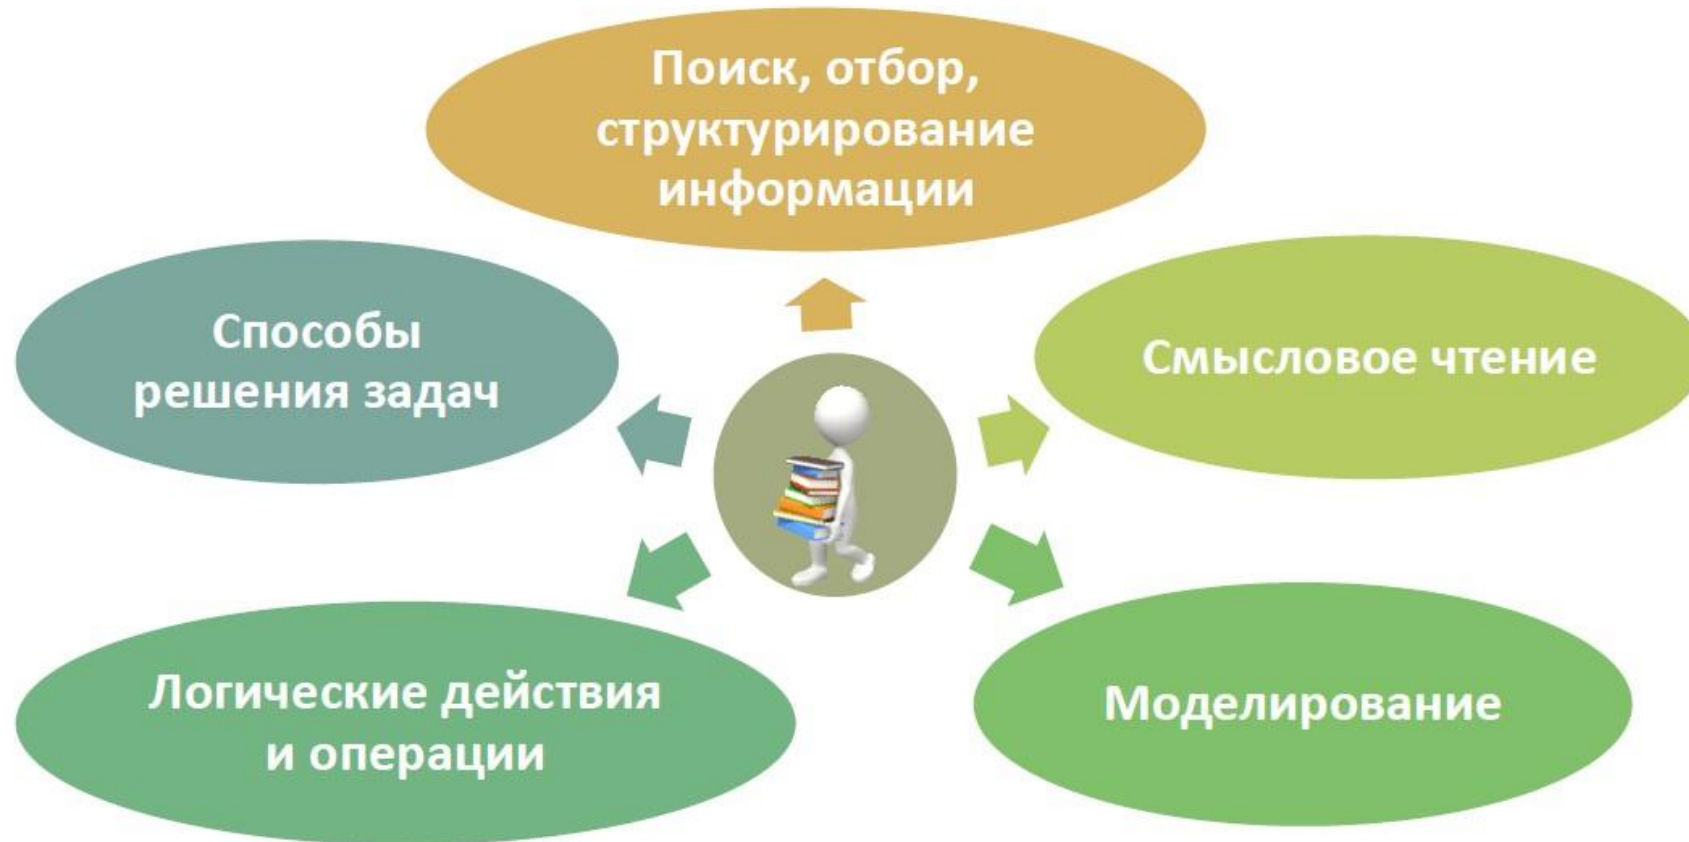 Поиск, отбор,
структурирование
информации
Способы
решения задач
Смысловое чтение
Логические действия
и операции
Моделирование